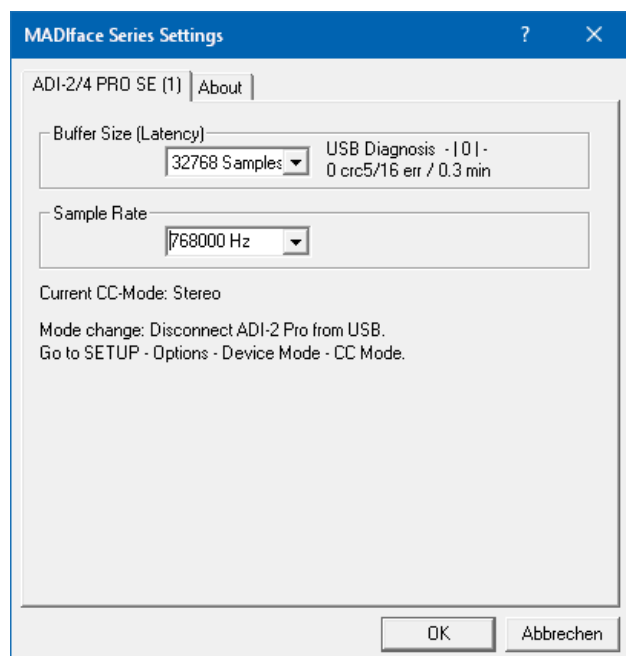 MADIface Series Settings
ADI-2/4 PRO SE (1)
About
Buffer Size (Latency)
32768 Samples
USB Diagnosis - | 0 | -
0 crc5/16 err / 0.3 min
Sample Rate
768000 Hz
Current CC-Mode: Stereo
Mode change: Disconnect ADI-2 Pro from USB.
Go to SETUP - Options - Device Mode - CC Mode.
OK
Abbrechen